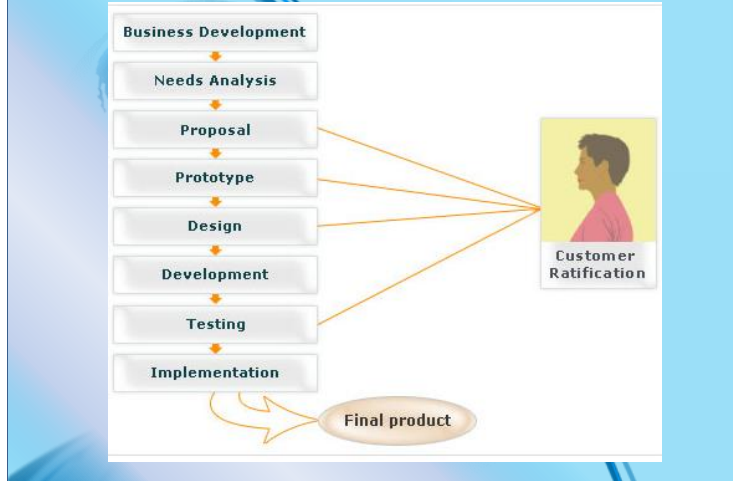 Business Development
Needs Analysis
Proposal
Prototype
Design
Development
Testing
Implementation
Final product
Customer
Ratification